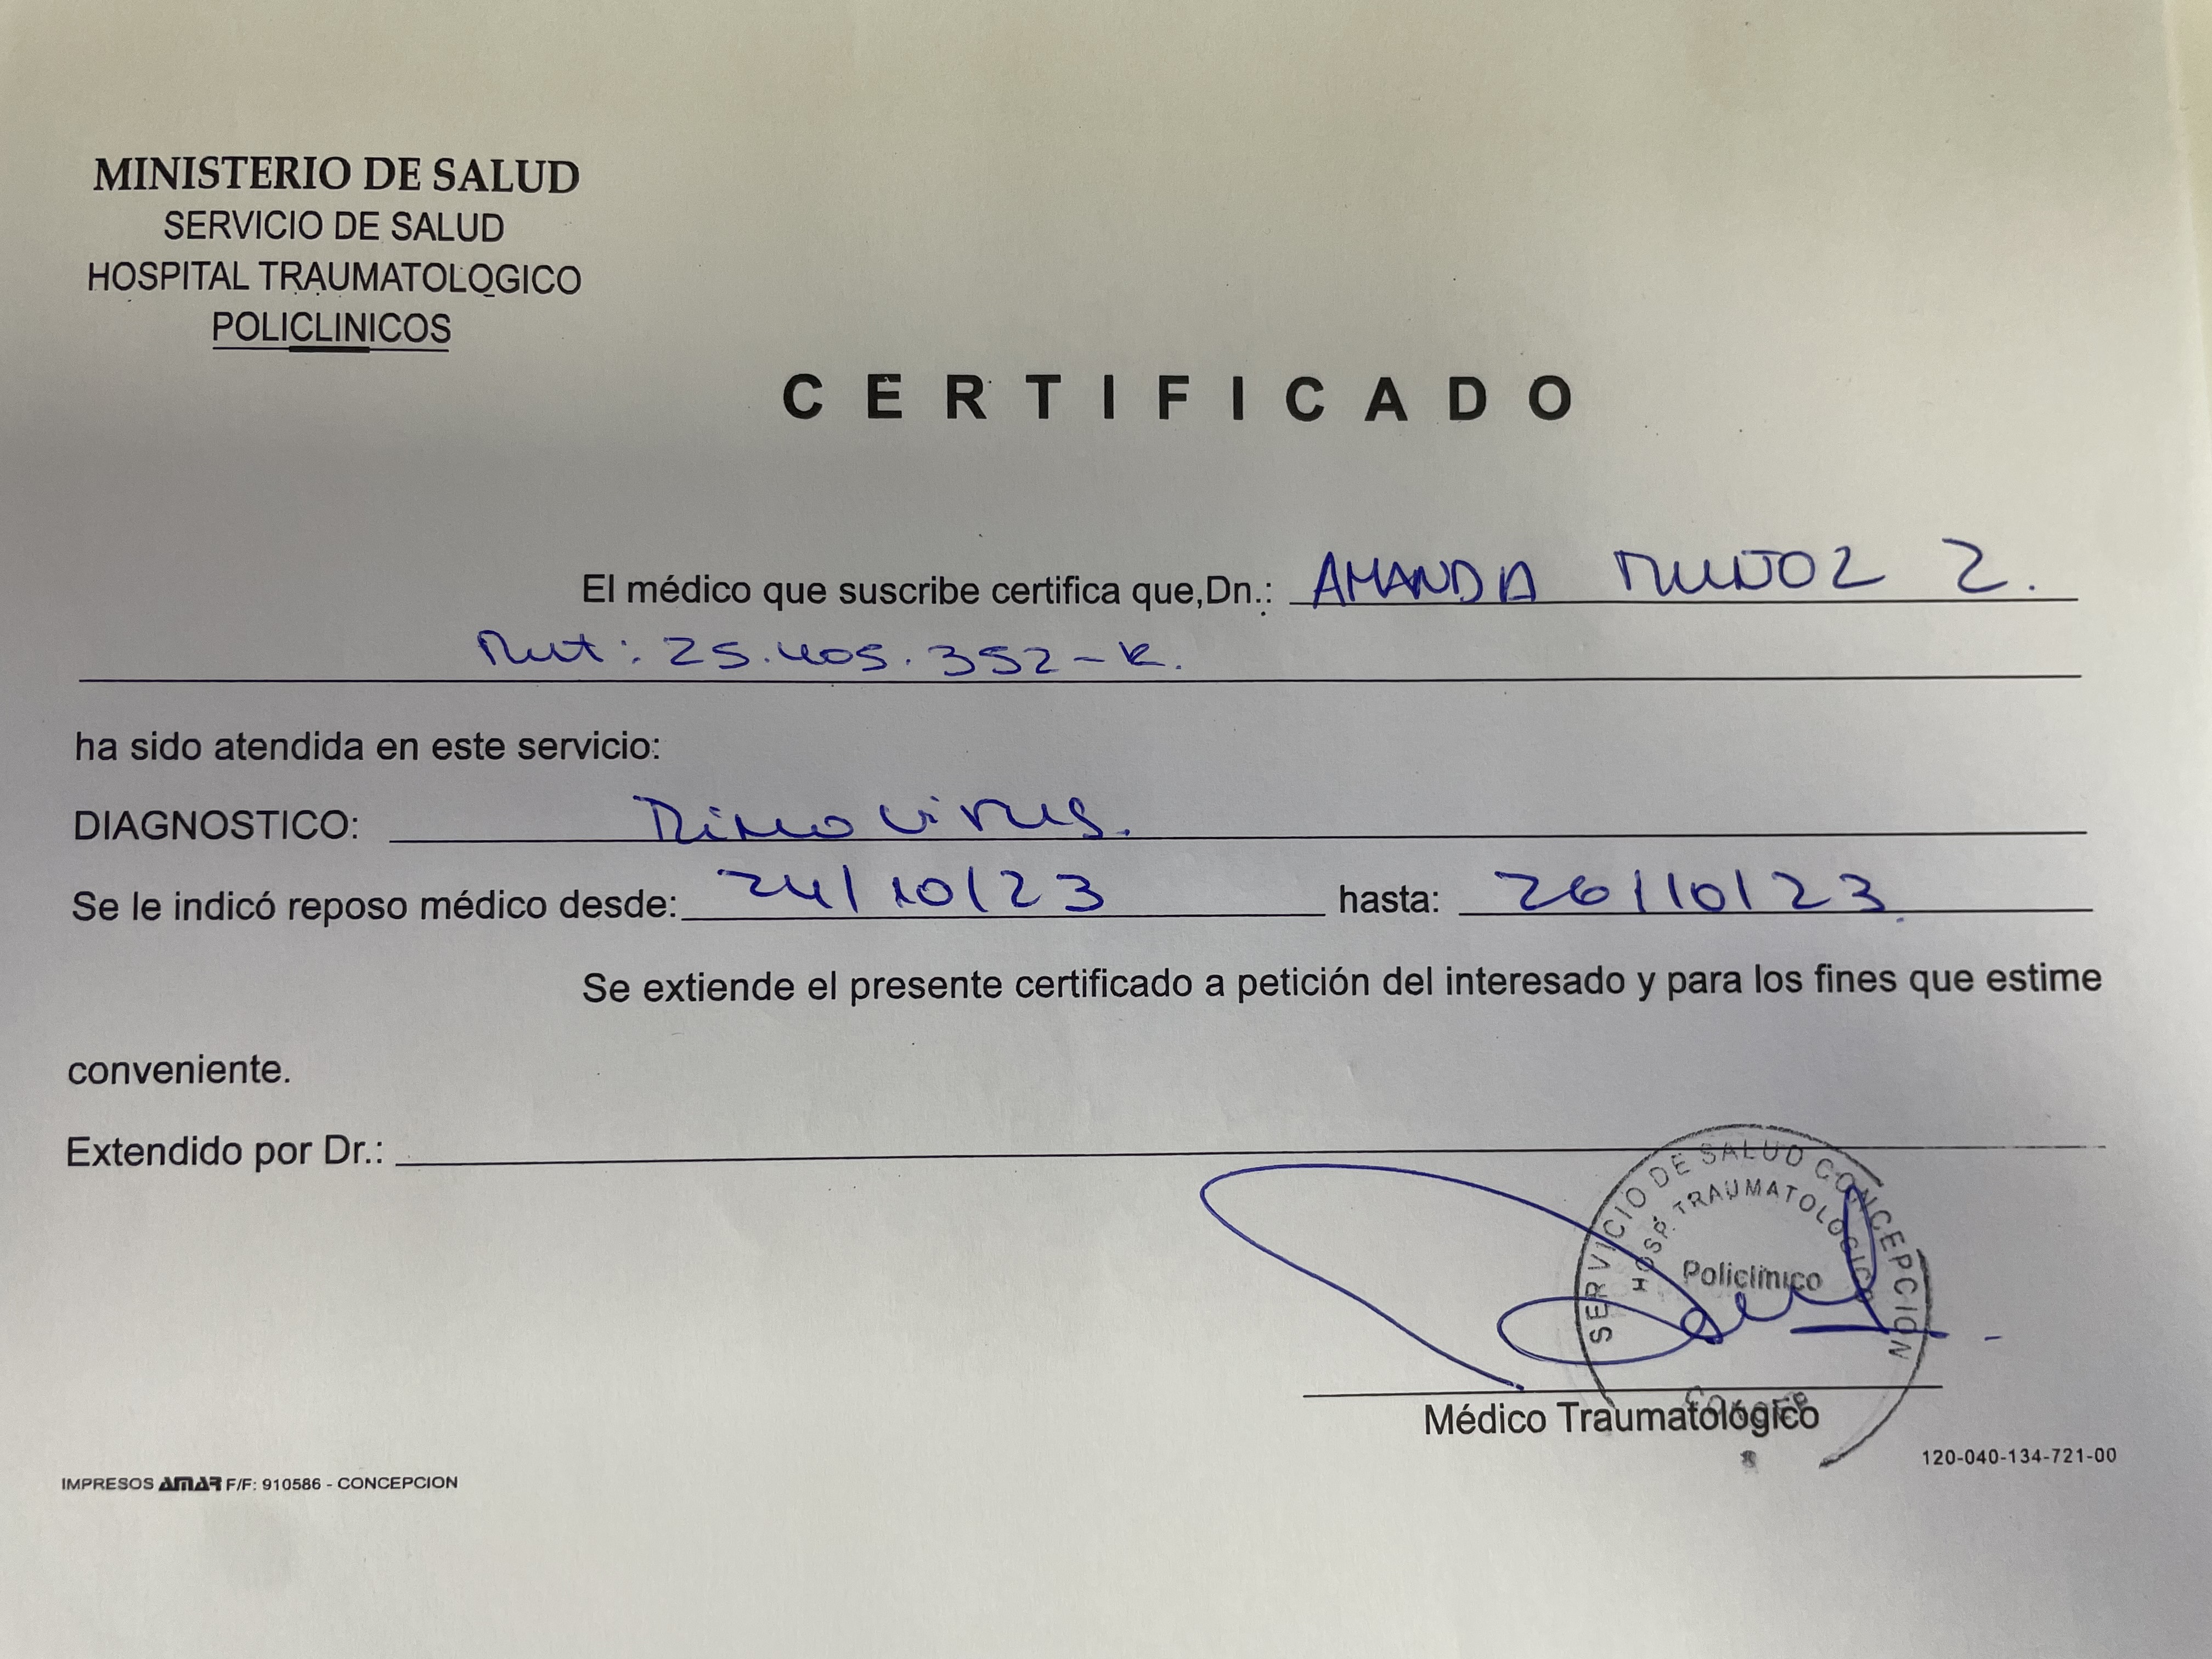 MINISTERIO DE SALUD
SERVICIO DE SALUD
HOSPITAL TRAUMATOLOGICO
POLICLINICOS
CERTIFICADO
El médico que suscribe certifica que,Dn.: AMANDA MUÑOZ Z.
Rut: 25.405.352-K.
ha sido atendida en este servicio:
DIAGNOSTICO: Rinovirus.
Se le indicó reposo médico desde: 24/10/23 hasta: 26/10/23
Se extiende el presente certificado a petición del interesado y para los fines que estime
conveniente.
Extendido por Dr.:
SERVICIO DE SALUD CONCEPCION
HOSP. TRAUMATOLOGICO
Policlínico
Médico Traumatológico
120-040-134-721-00
IMPRESOS AMAR F/F: 910586 - CONCEPCION